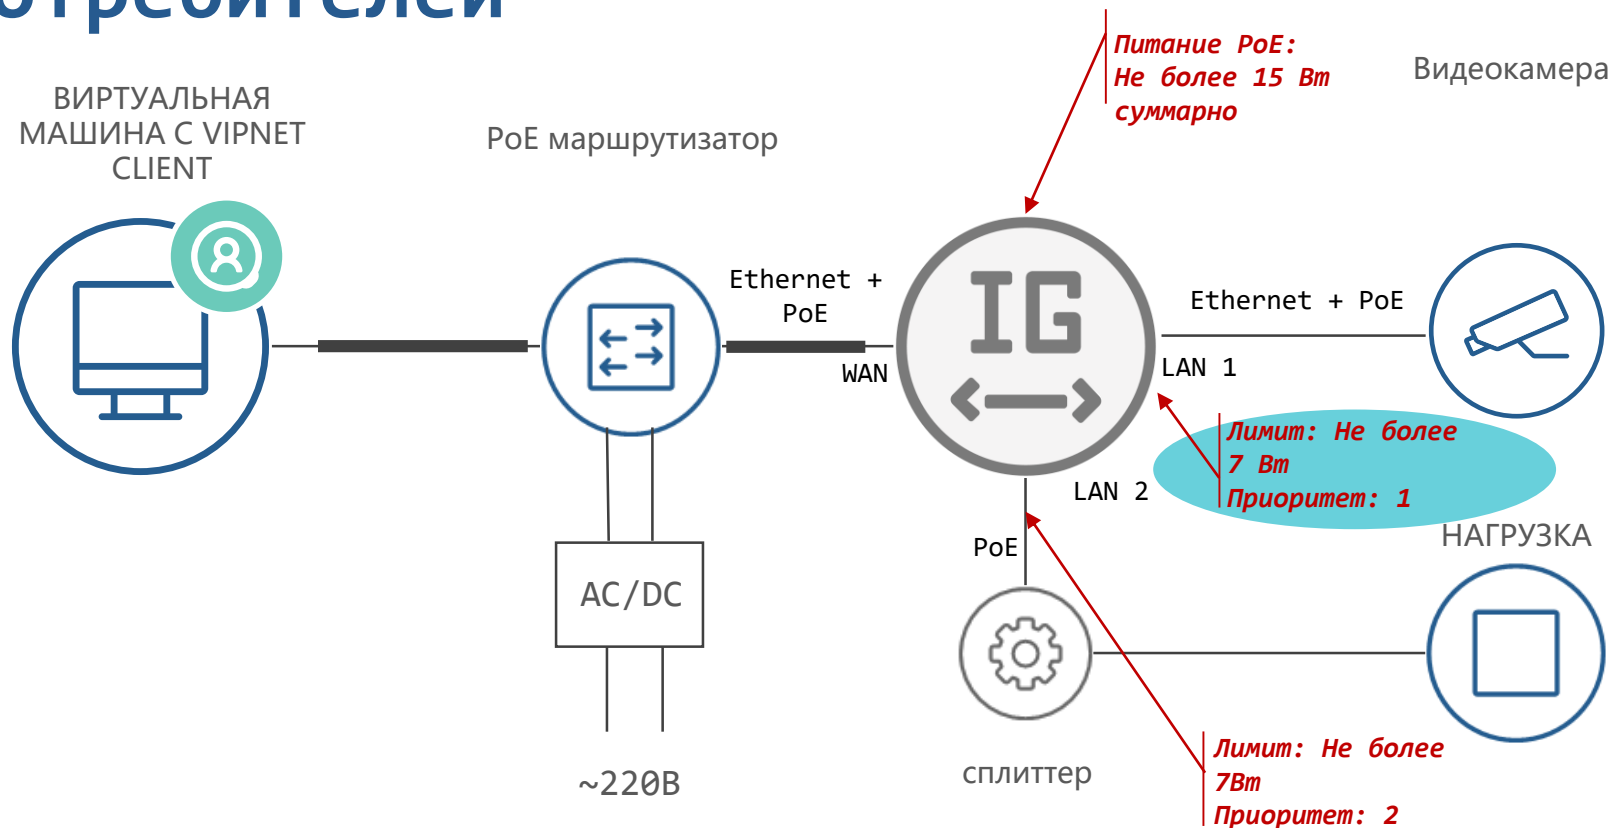 отребителей
Питание PoE:
Не более 15 Вт
суммарно
Видеокамера
ВИРТУАЛЬНАЯ
МАШИНА С VIPNET
CLIENT
PoE маршрутизатор
Ethernet +
PoE
IG
Ethernet + PoE
WAN
LAN 1
Лимит: Не более
7 Вт
Приоритет: 1
LAN 2
НАГРУЗКА
PoE
AC/DC
сплиттер
~220В
Лимит: Не более
7Вт
Приоритет: 2